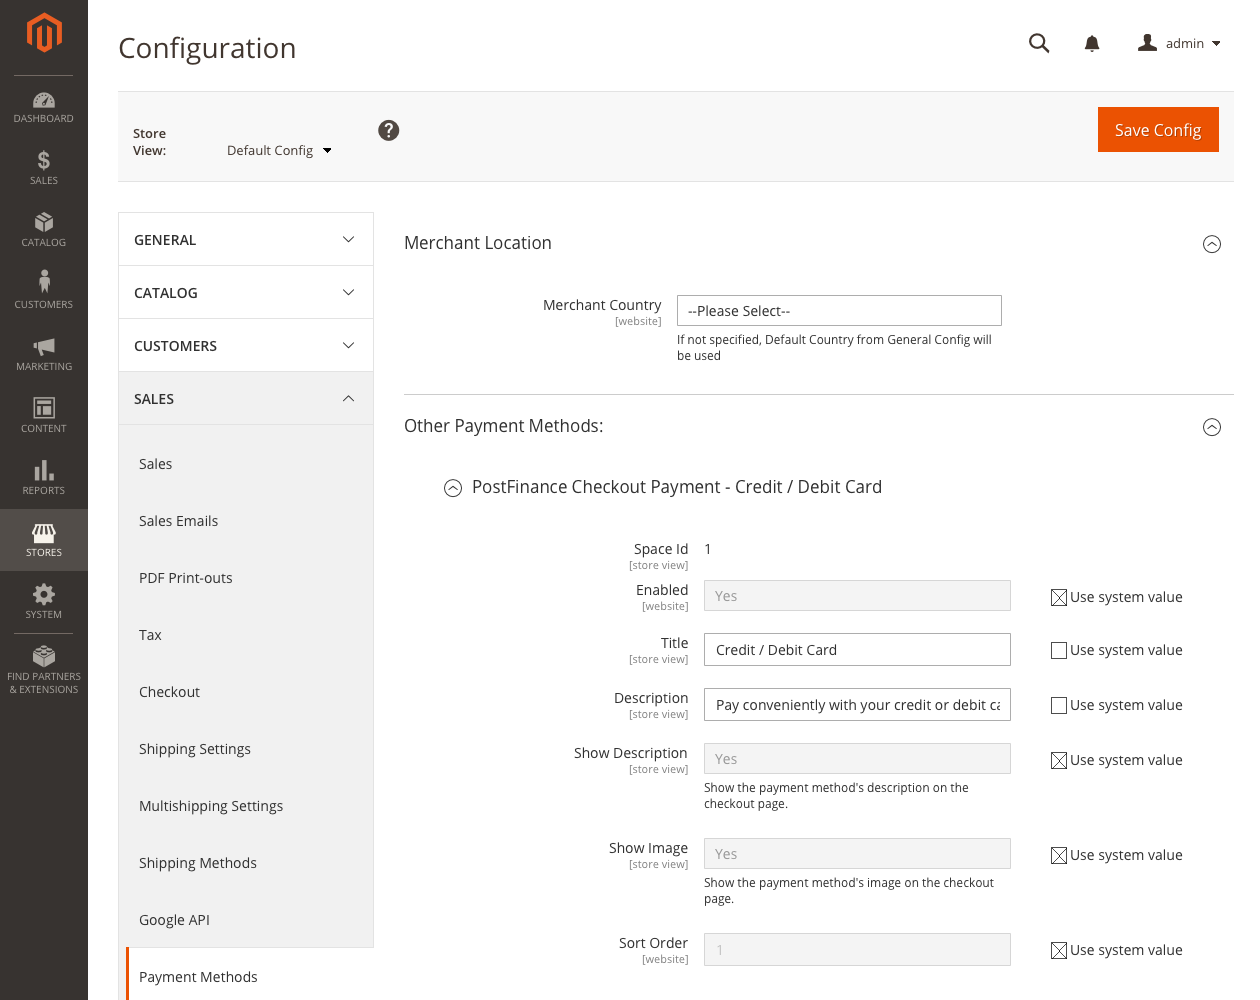 Configuration
admin
Store
View:
Default Config
?
Save Config
DASHBOARD
SALES
CATALOG
CUSTOMERS
MARKETING
CONTENT
REPORTS
STORES
SYSTEM
FIND PARTNERS
& EXTENSIONS
GENERAL
CATALOG
CUSTOMERS
SALES
Sales
Sales Emails
PDF Print-outs
Tax
Checkout
Shipping Settings
Multishipping Settings
Shipping Methods
Google API
Payment Methods
Merchant Location
Merchant Country
[website]
--Please Select--
If not specified, Default Country from General Config will
be used
Other Payment Methods:
PostFinance Checkout Payment - Credit / Debit Card
Space Id
[store view]
1
Enabled
[website]
Yes
Use system value
Title
[store view]
Credit / Debit Card
Use system value
Description
[store view]
Pay conveniently with your credit or debit ca
Use system value
Show Description
[store view]
Yes
Use system value
Show the payment method's description on the
checkout page.
Show Image
[store view]
Yes
Use system value
Show the payment method's image on the checkout
page.
Sort Order
[website]
1
Use system value